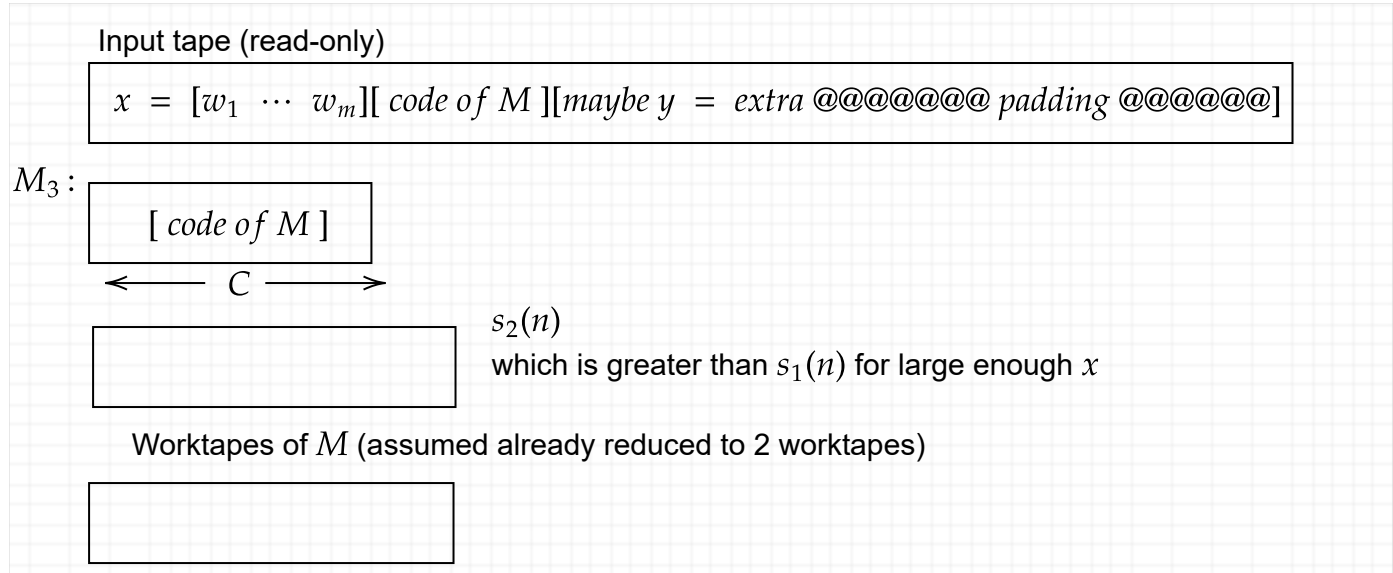 Input tape (read-only)
x = [w₁ ⋯ wₘ][ code of M ][maybe y = extra @@@@@@@ padding @@@@@@]
M₃ :
[ code of M ]
C
s₂(n)
which is greater than s₁(n) for large enough x
Worktapes of M (assumed already reduced to 2 worktapes)